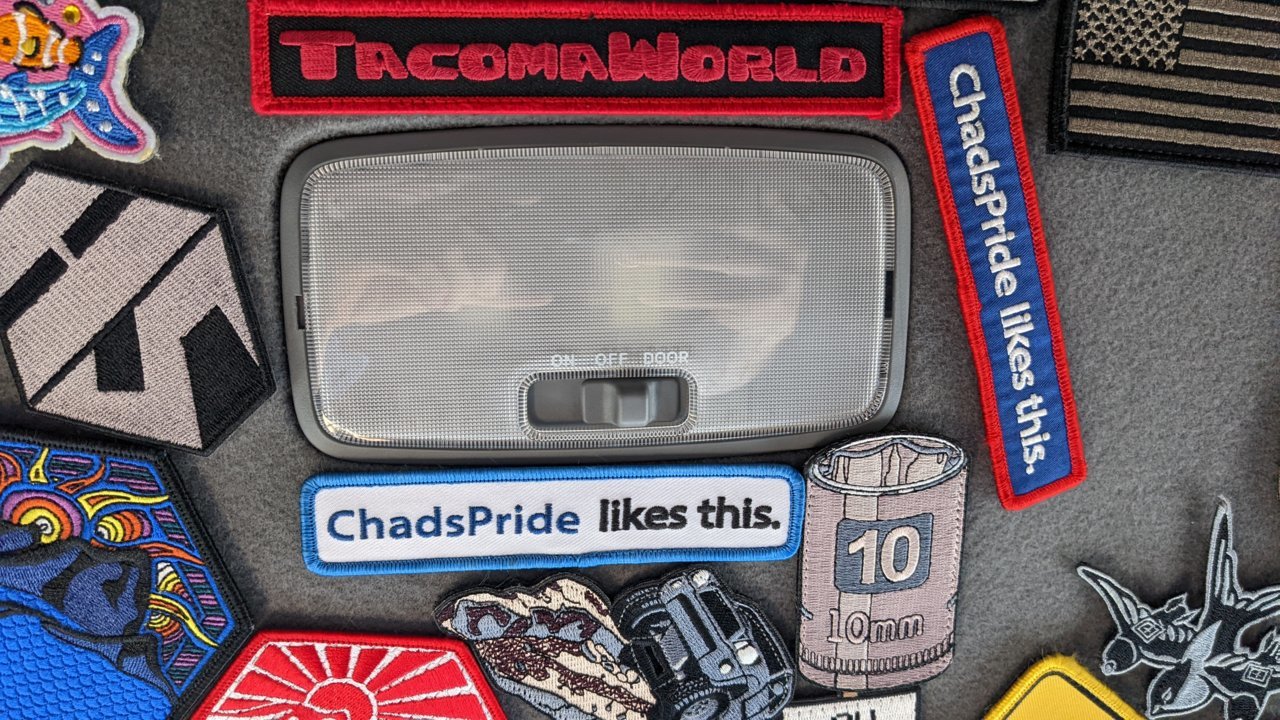 TACOMAWORLD
ChadsPride likes this.
ON OFF DOOR
ChadsPride likes this.
10
10mm